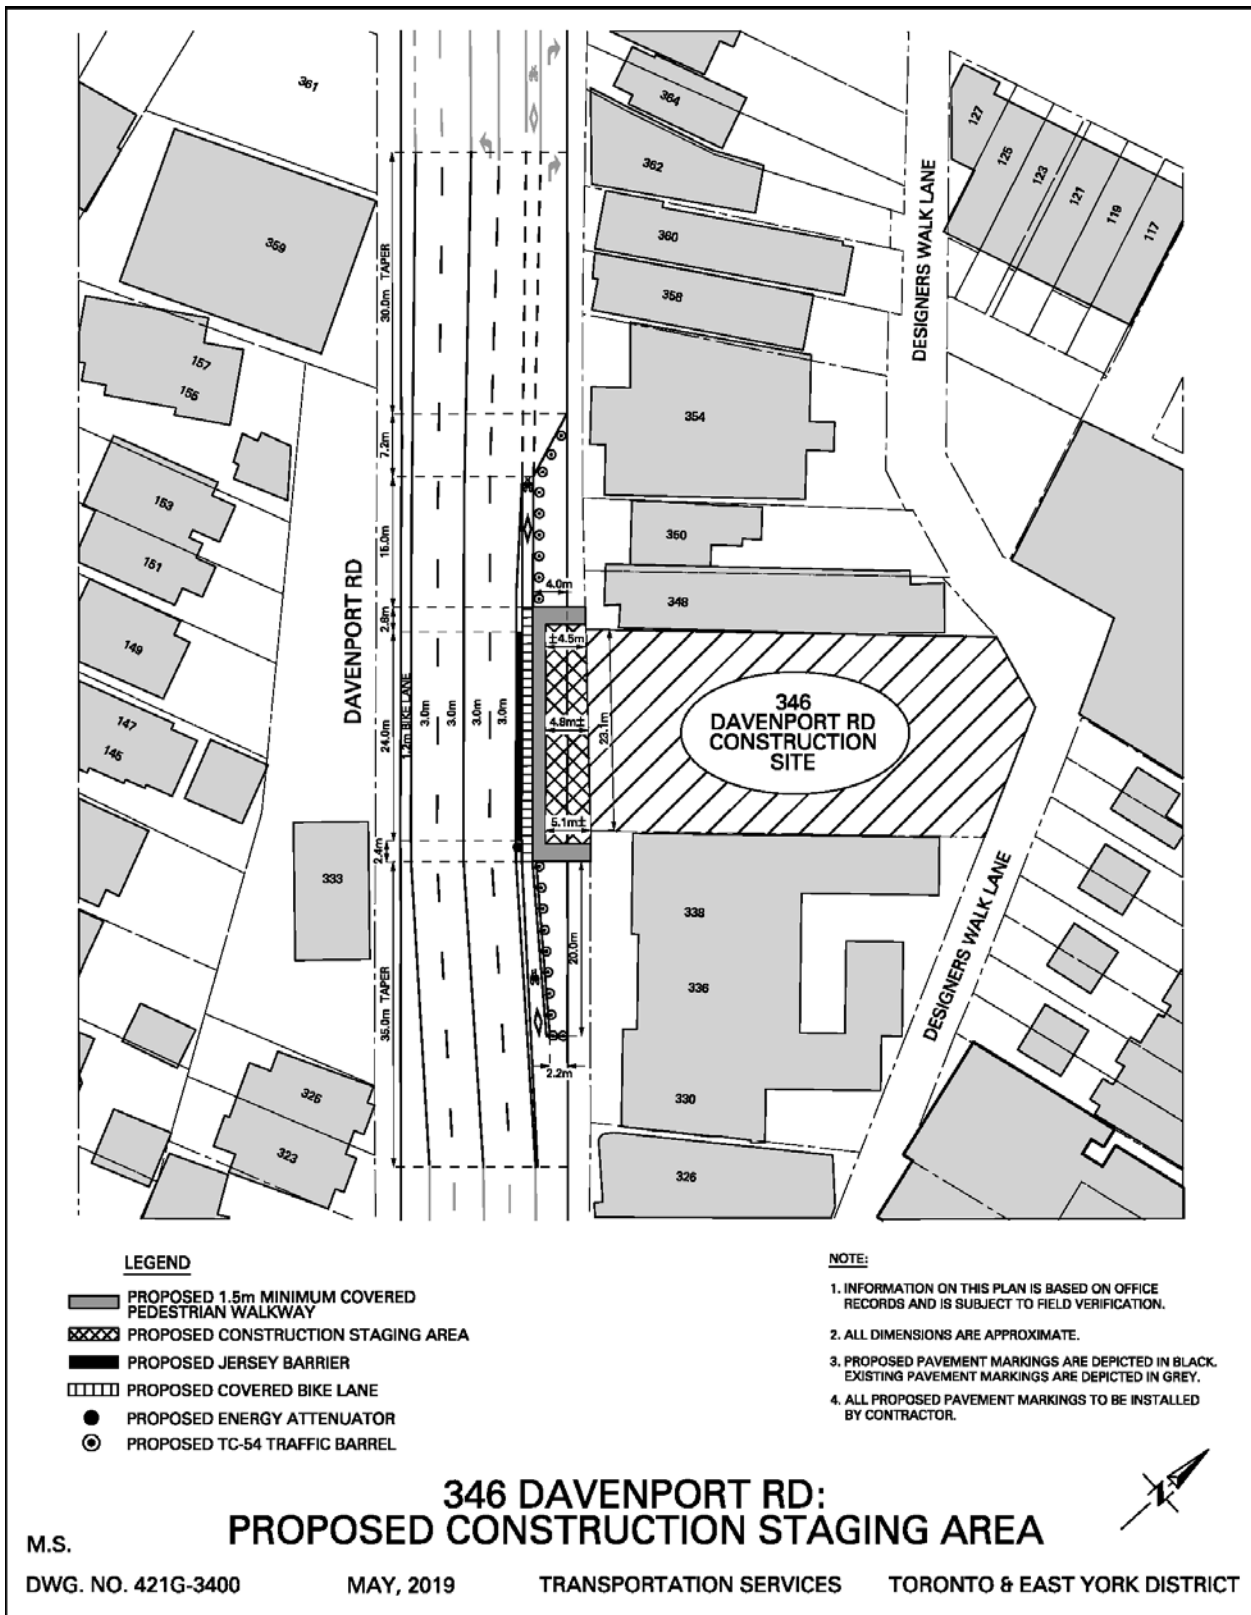 361
364
362
360
358
354
350
348
127
125
123
121
119
117
DESIGNERS WALK LANE
359
157
155
153
151
149
147
145
333
325
323
DAVENPORT RD
30.0m TAPER
7.2m
15.0m
2.8m
24.0m
2.4m
35.0m TAPER
1.2m BIKE LANE
3.0m
3.0m
3.0m
3.0m
4.0m
±4.5m
4.8m±
5.1m±
23.1m
20.0m
2.2m
346
DAVENPORT RD
CONSTRUCTION
SITE
338
336
330
326
DESIGNERS WALK LANE
LEGEND
PROPOSED 1.5m MINIMUM COVERED
PEDESTRIAN WALKWAY
PROPOSED CONSTRUCTION STAGING AREA
PROPOSED JERSEY BARRIER
PROPOSED COVERED BIKE LANE
PROPOSED ENERGY ATTENUATOR
PROPOSED TC-54 TRAFFIC BARREL
NOTE:
1. INFORMATION ON THIS PLAN IS BASED ON OFFICE
RECORDS AND IS SUBJECT TO FIELD VERIFICATION.
2. ALL DIMENSIONS ARE APPROXIMATE.
3. PROPOSED PAVEMENT MARKINGS ARE DEPICTED IN BLACK.
EXISTING PAVEMENT MARKINGS ARE DEPICTED IN GREY.
4. ALL PROPOSED PAVEMENT MARKINGS TO BE INSTALLED
BY CONTRACTOR.
N
346 DAVENPORT RD:
PROPOSED CONSTRUCTION STAGING AREA
M.S.
DWG. NO. 421G-3400
MAY, 2019
TRANSPORTATION SERVICES
TORONTO & EAST YORK DISTRICT